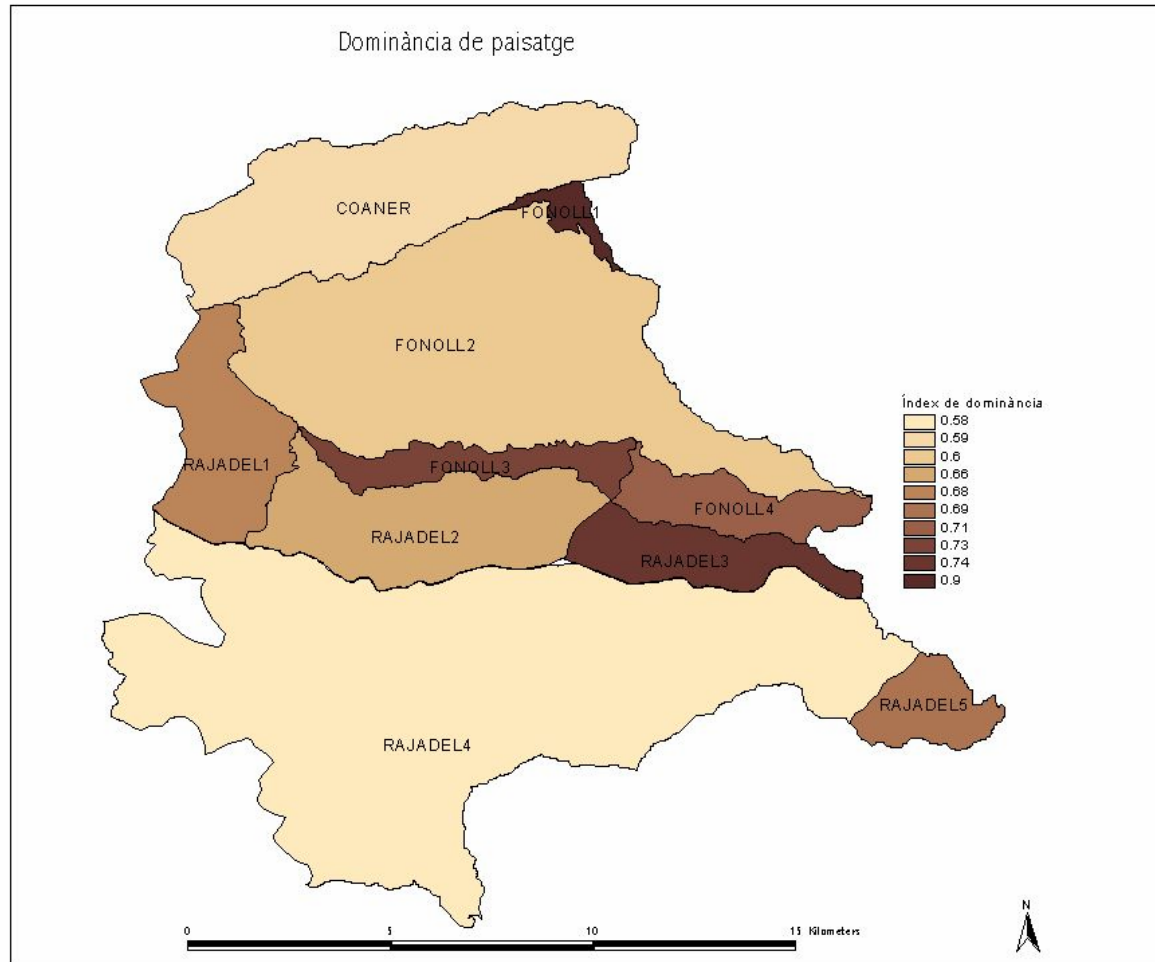 Dominància de paisatge
COANER
FONOLL1
FONOLL2
RAJADEL1
FONOLL3
FONOLL4
RAJADEL2
RAJADEL3
RAJADEL4
RAJADEL5
Índex de dominància
0.58
0.59
0.6
0.66
0.68
0.69
0.71
0.73
0.74
0.9
0 5 10 15 Kilometers
N